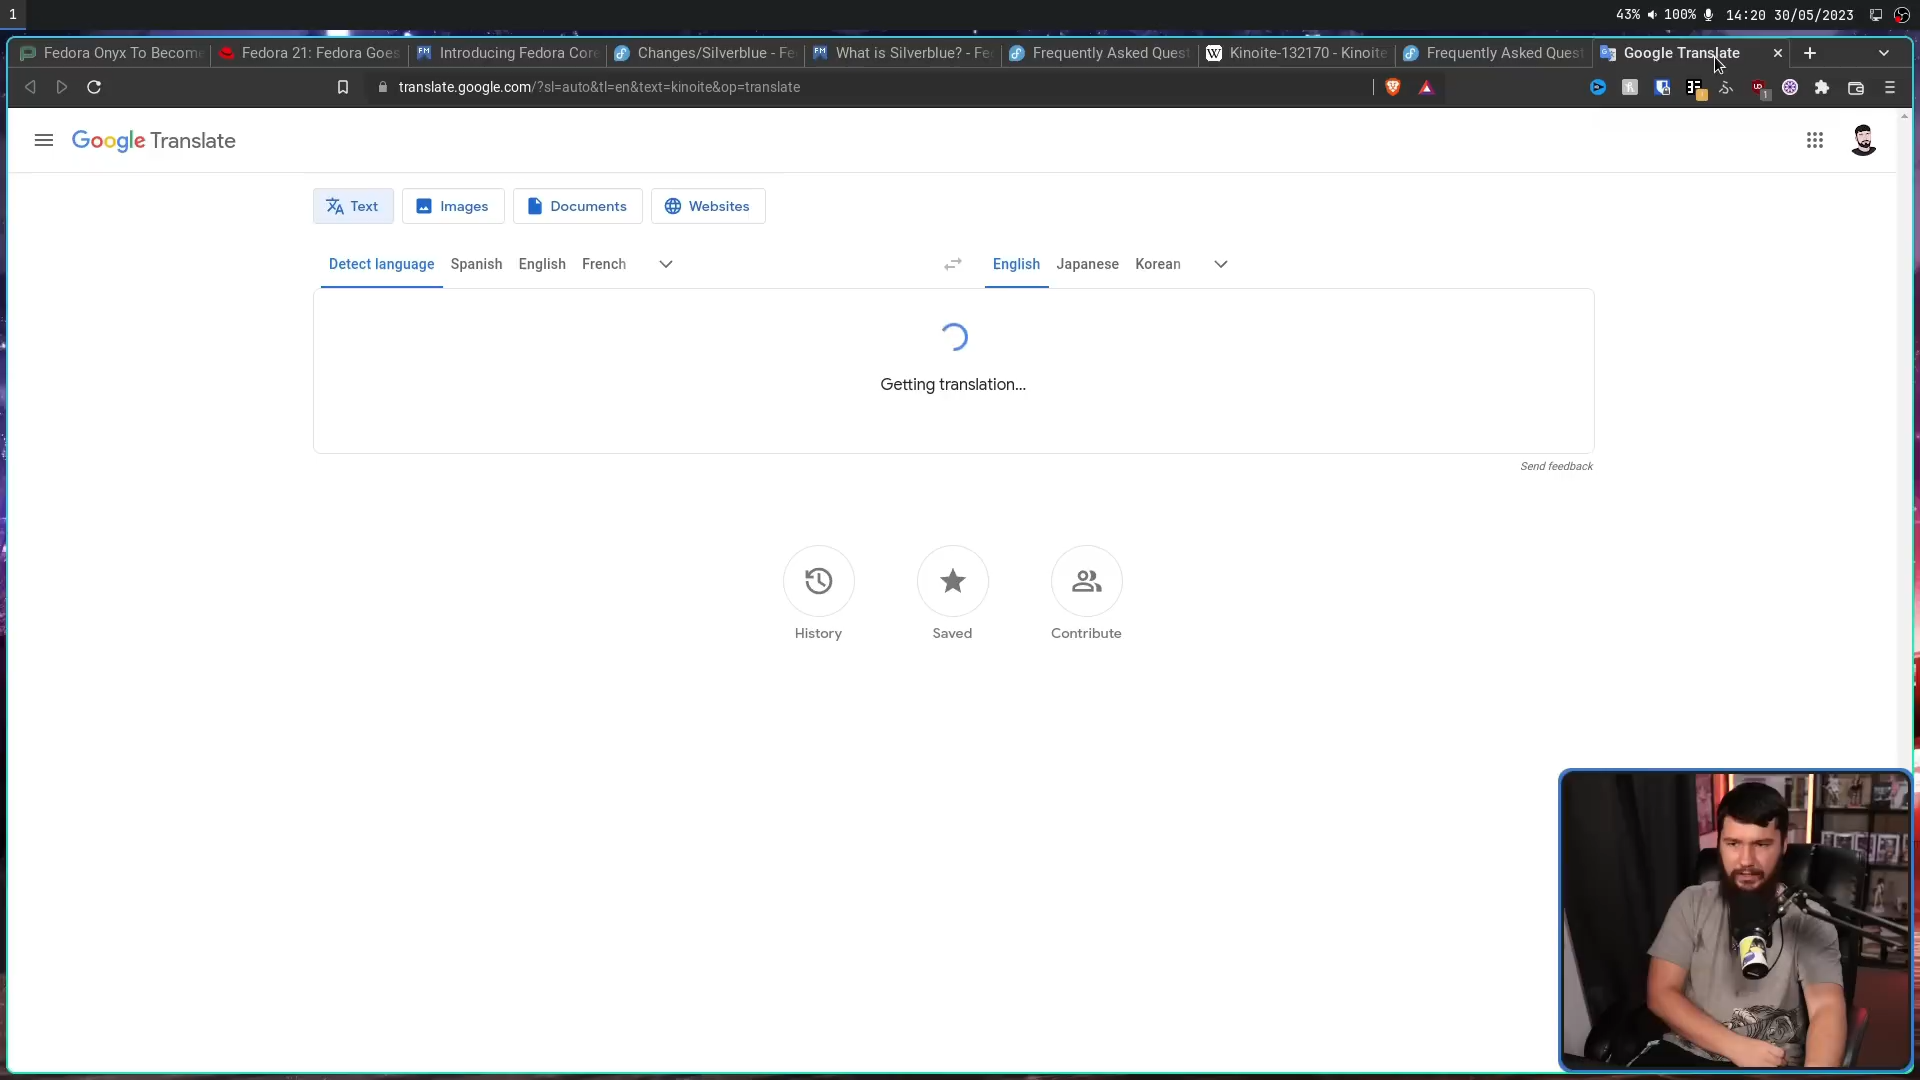 1
43% 100% 14:20 30/05/2023
Fedora Onyx To Become
Fedora 21: Fedora Goes
Introducing Fedora Core
Changes/Silverblue - Fe
What is Silverblue? - Fe
Frequently Asked Quest
Kinoite-132170 - Kinoite
Frequently Asked Quest
Google Translate
translate.google.com/?sl=auto&tl=en&text=kinoite&op=translate
Google Translate
Text
Images
Documents
Websites
Detect language
Spanish
English
French
English
Japanese
Korean
Getting translation...
Send feedback
History
Saved
Contribute